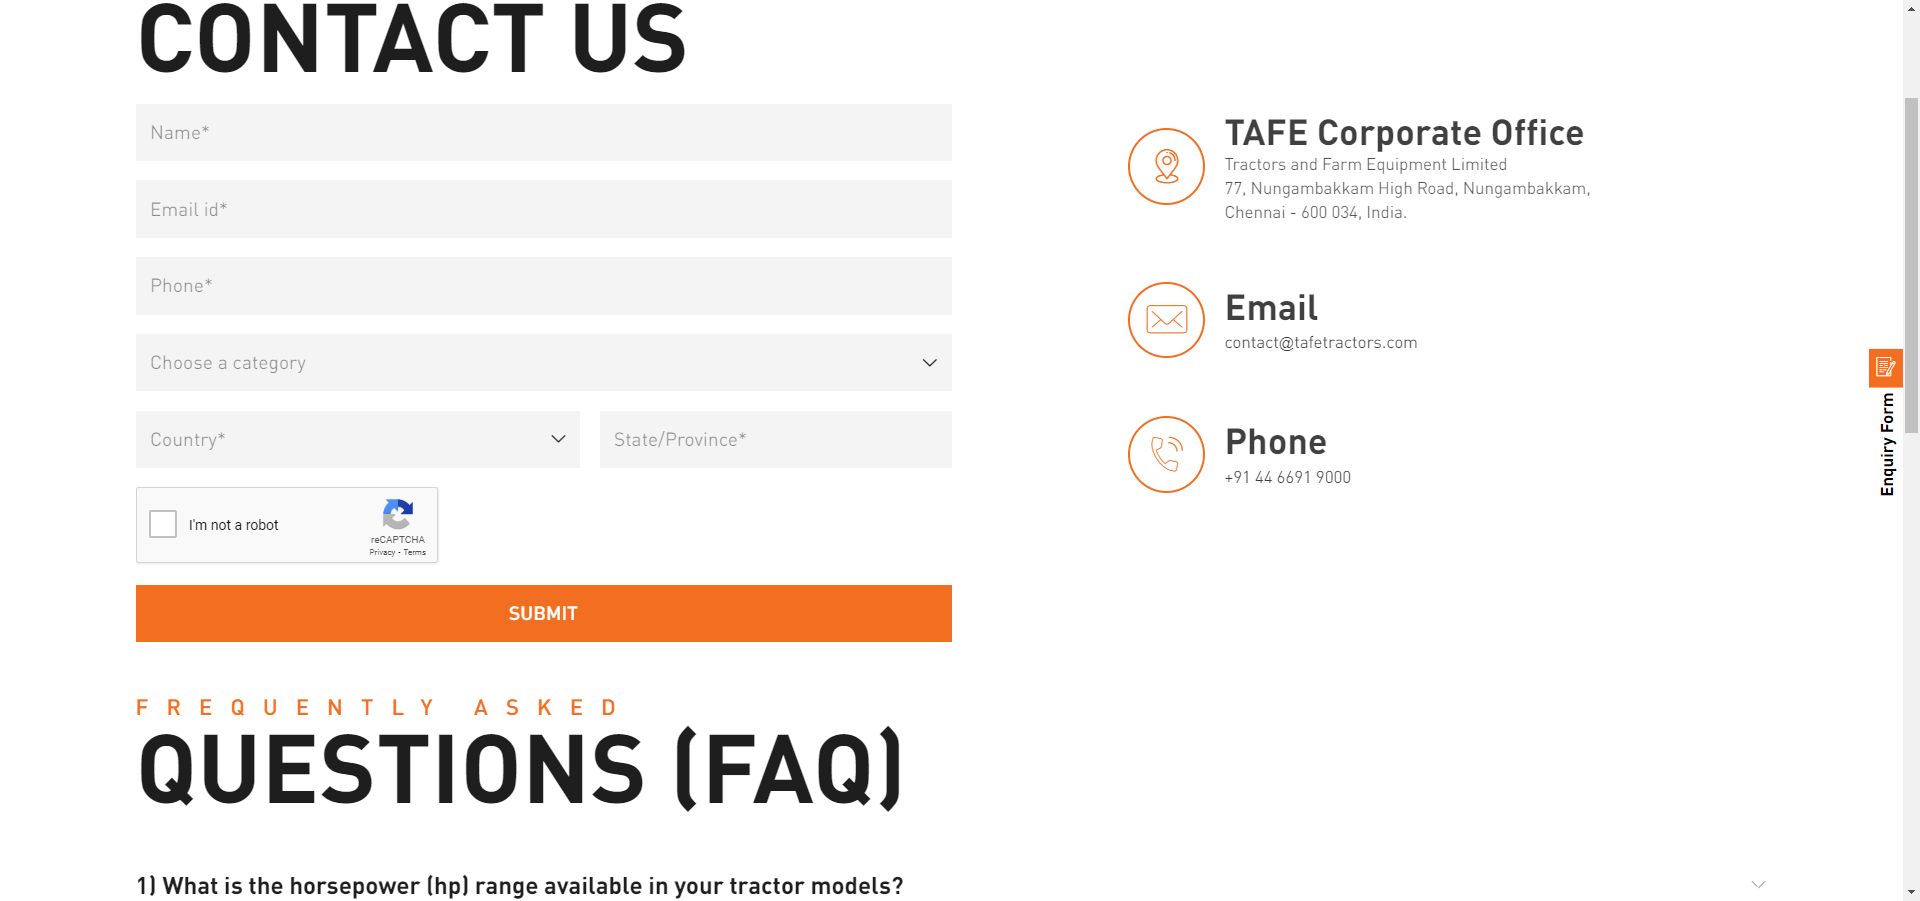 CONTACT US
Name*
Email id*
Phone*
Choose a category
Country*
State/Province*
I'm not a robot
reCAPTCHA
Privacy - Terms
SUBMIT
TAFE Corporate Office
Tractors and Farm Equipment Limited
77, Nungambakkam High Road, Nungambakkam,
Chennai - 600 034, India.
Email
contact@tafetractors.com
Phone
+91 44 6691 9000
Enquiry Form
FREQUENTLY ASKED
QUESTIONS (FAQ)
1) What is the horsepower (hp) range available in your tractor models?